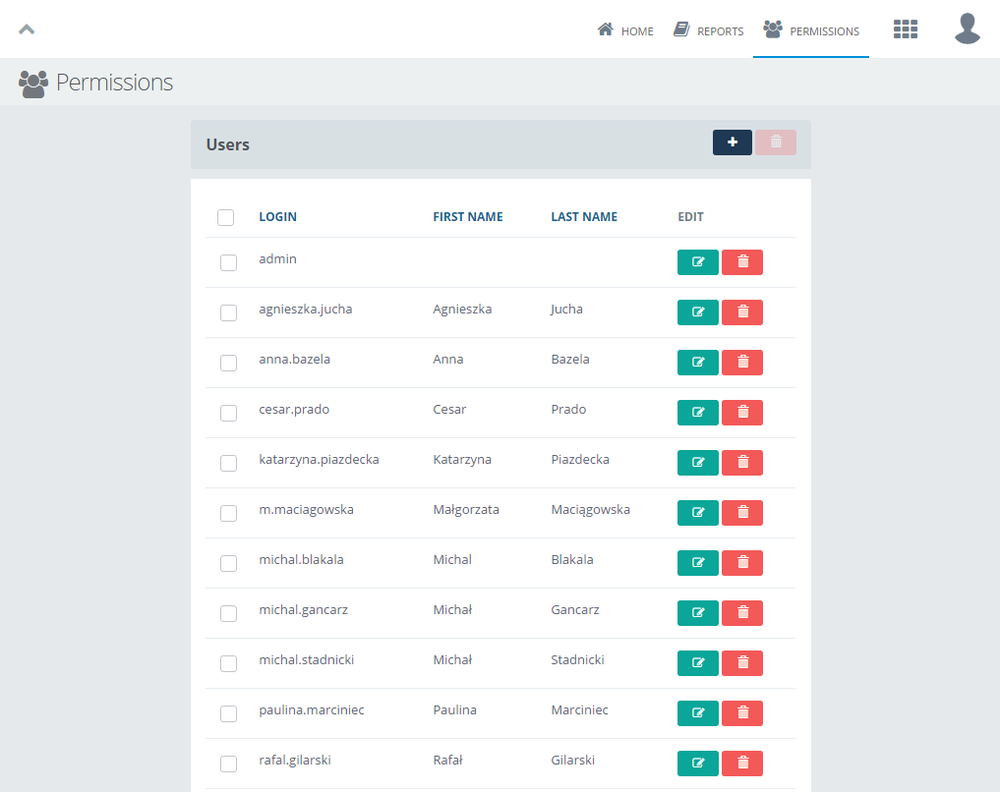 HOME REPORTS PERMISSIONS
Permissions
Users
LOGIN FIRST NAME LAST NAME EDIT
admin
agnieszka.jucha Agnieszka Jucha
anna.bazela Anna Bazela
cesar.prado Cesar Prado
katarzyna.piazdecka Katarzyna Piazdecka
m.maciagowska Małgorzata Maciągowska
michal.blakala Michal Blakala
michal.gancarz Michał Gancarz
michal.stadnicki Michał Stadnicki
paulina.marciniec Paulina Marciniec
rafal.gilarski Rafał Gilarski